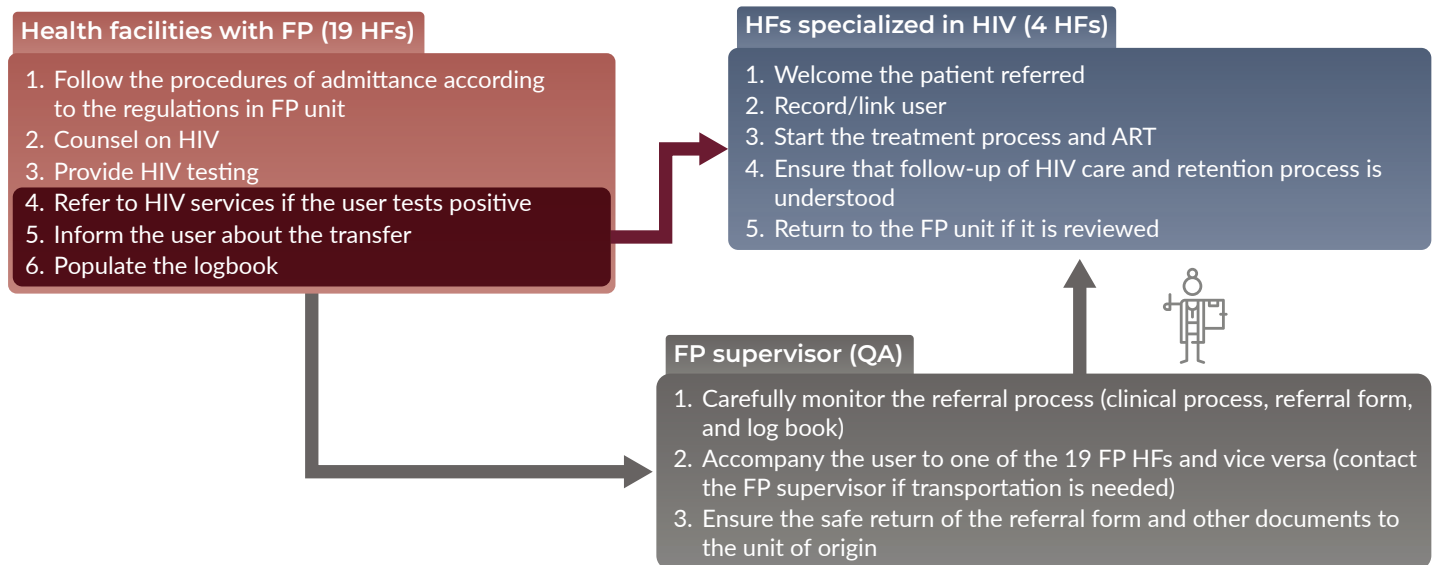 Health facilities with FP (19 HFs)
1. Follow the procedures of admittance according
to the regulations in FP unit
2. Counsel on HIV
3. Provide HIV testing
4. Refer to HIV services if the user tests positive
5. Inform the user about the transfer
6. Populate the logbook
HFs specialized in HIV (4 HFs)
1. Welcome the patient referred
2. Record/link user
3. Start the treatment process and ART
4. Ensure that follow-up of HIV care and retention process is
understood
5. Return to the FP unit if it is reviewed
FP supervisor (QA)
1. Carefully monitor the referral process (clinical process, referral form,
and log book)
2. Accompany the user to one of the 19 FP HFs and vice versa (contact
the FP supervisor if transportation is needed)
3. Ensure the safe return of the referral form and other documents to
the unit of origin